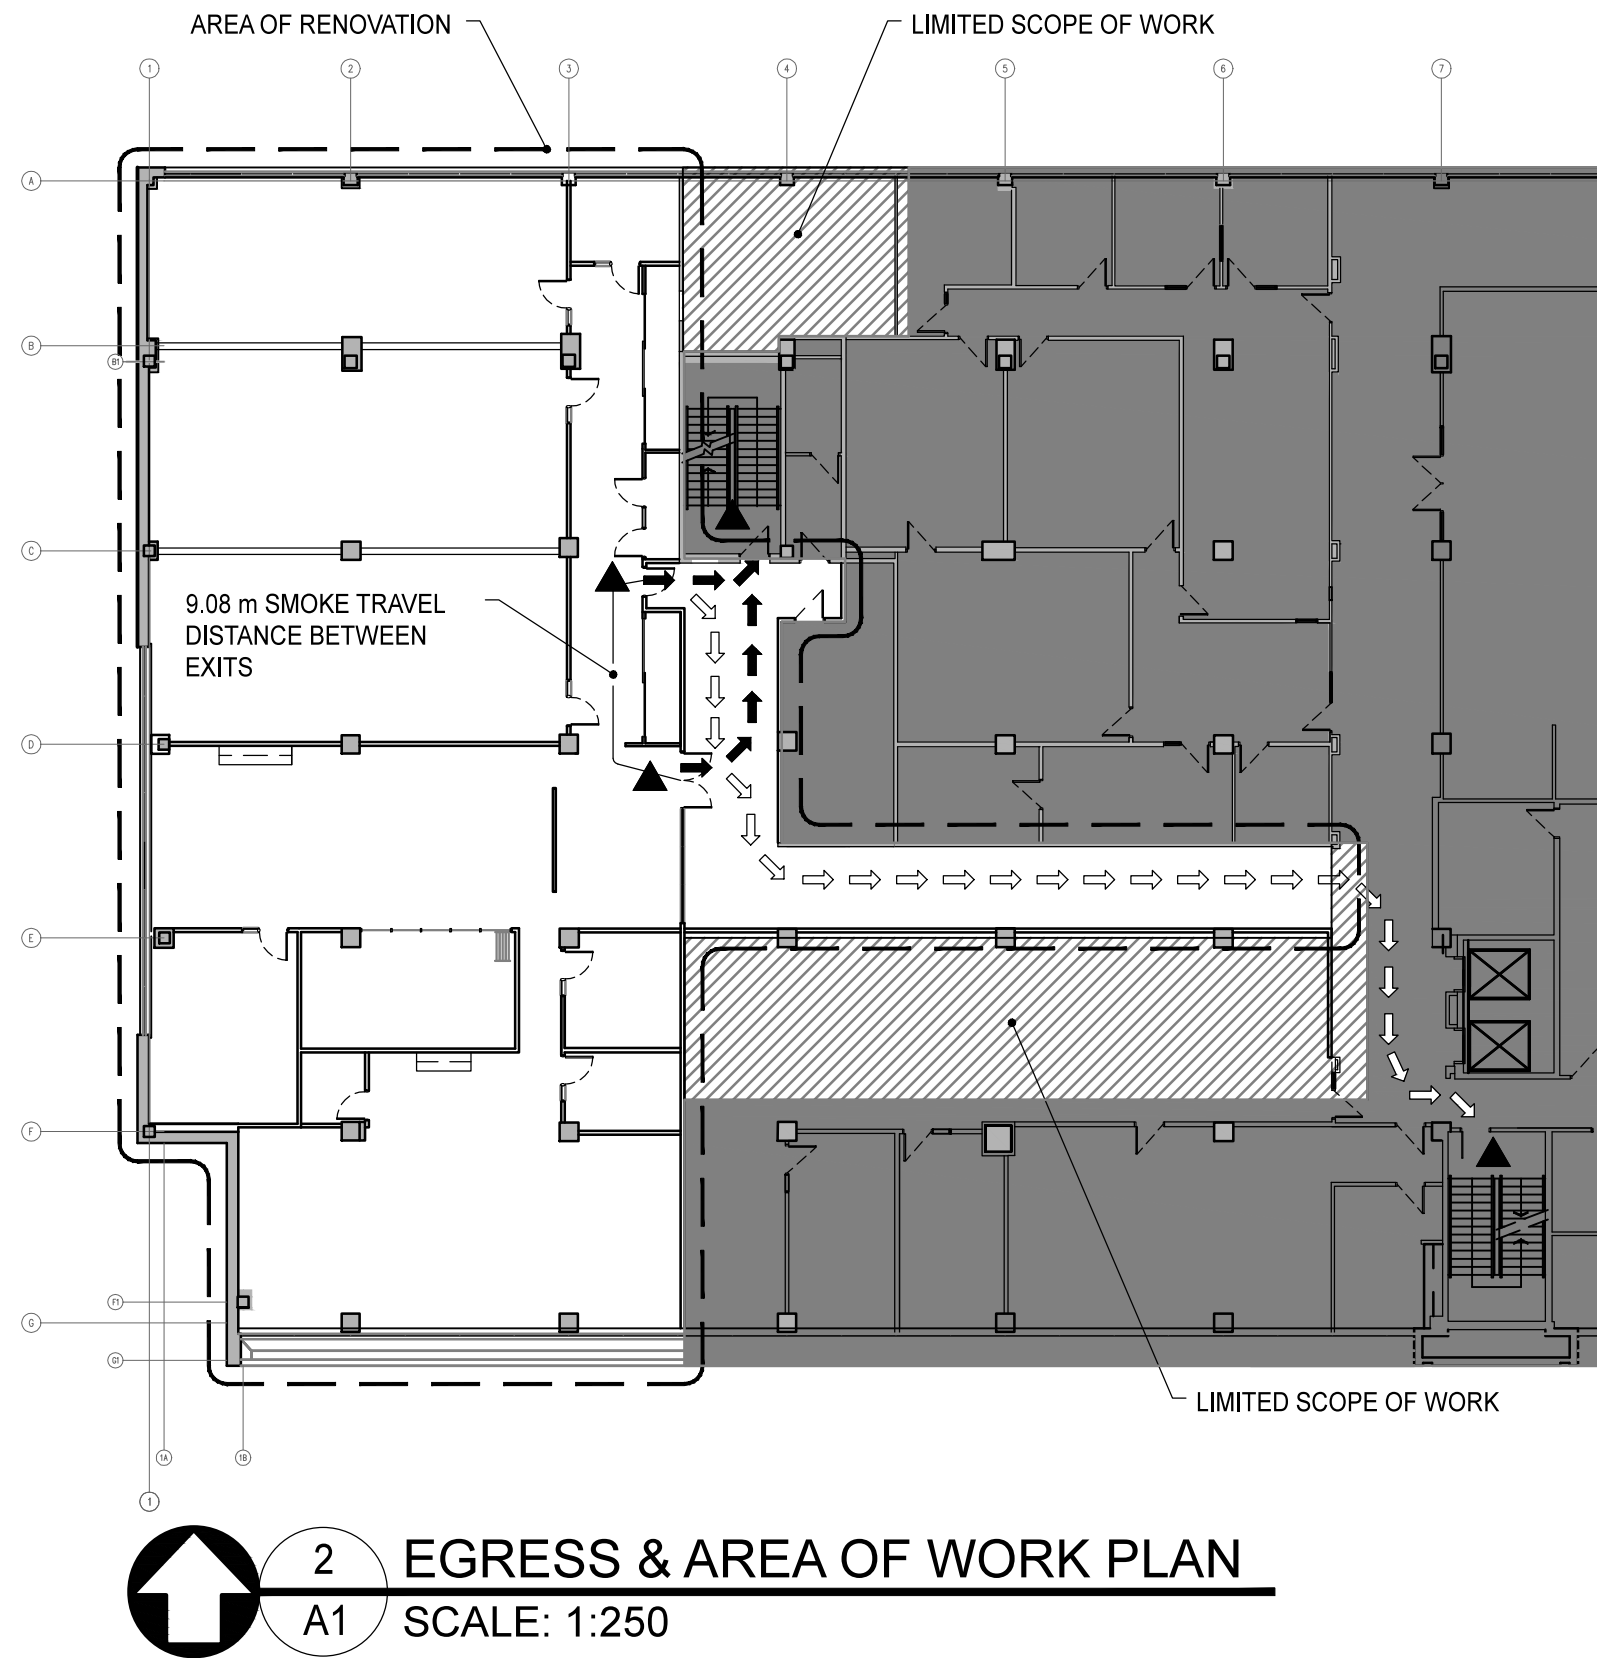 AREA OF RENOVATION
LIMITED SCOPE OF WORK
1
2
3
4
5
6
7
A
B
B1
C
9.08 m SMOKE TRAVEL
DISTANCE BETWEEN
EXITS
D
E
F
F1
G
G1
LIMITED SCOPE OF WORK
1A
1B
1
2
A1
EGRESS & AREA OF WORK PLAN
SCALE: 1:250